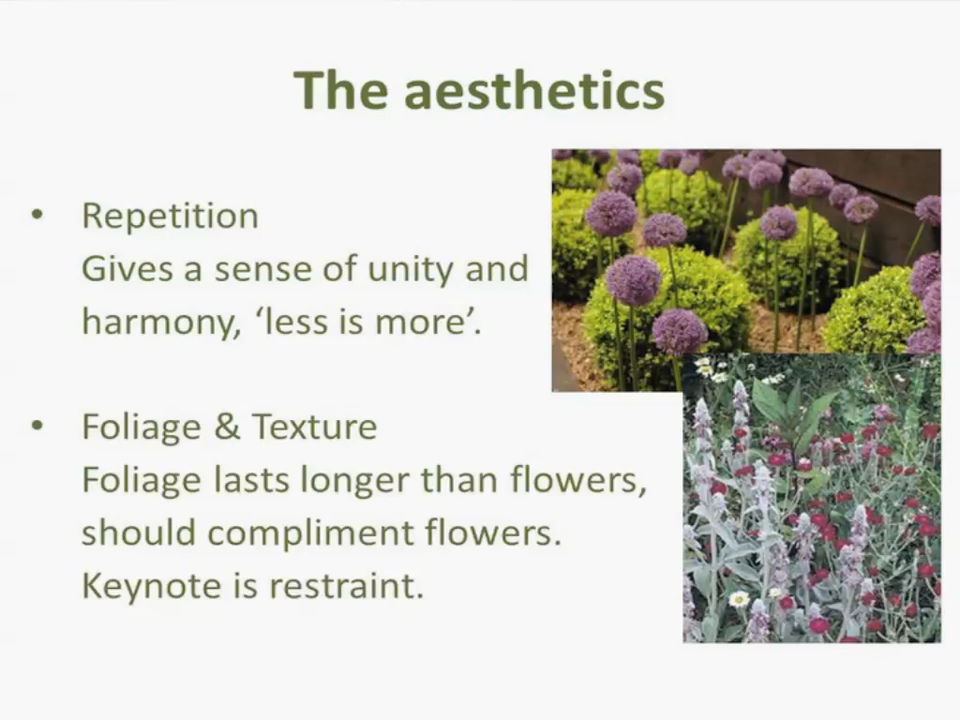 The aesthetics
• Repetition
Gives a sense of unity and
harmony, ‘less is more’.
• Foliage & Texture
Foliage lasts longer than flowers,
should compliment flowers.
Keynote is restraint.